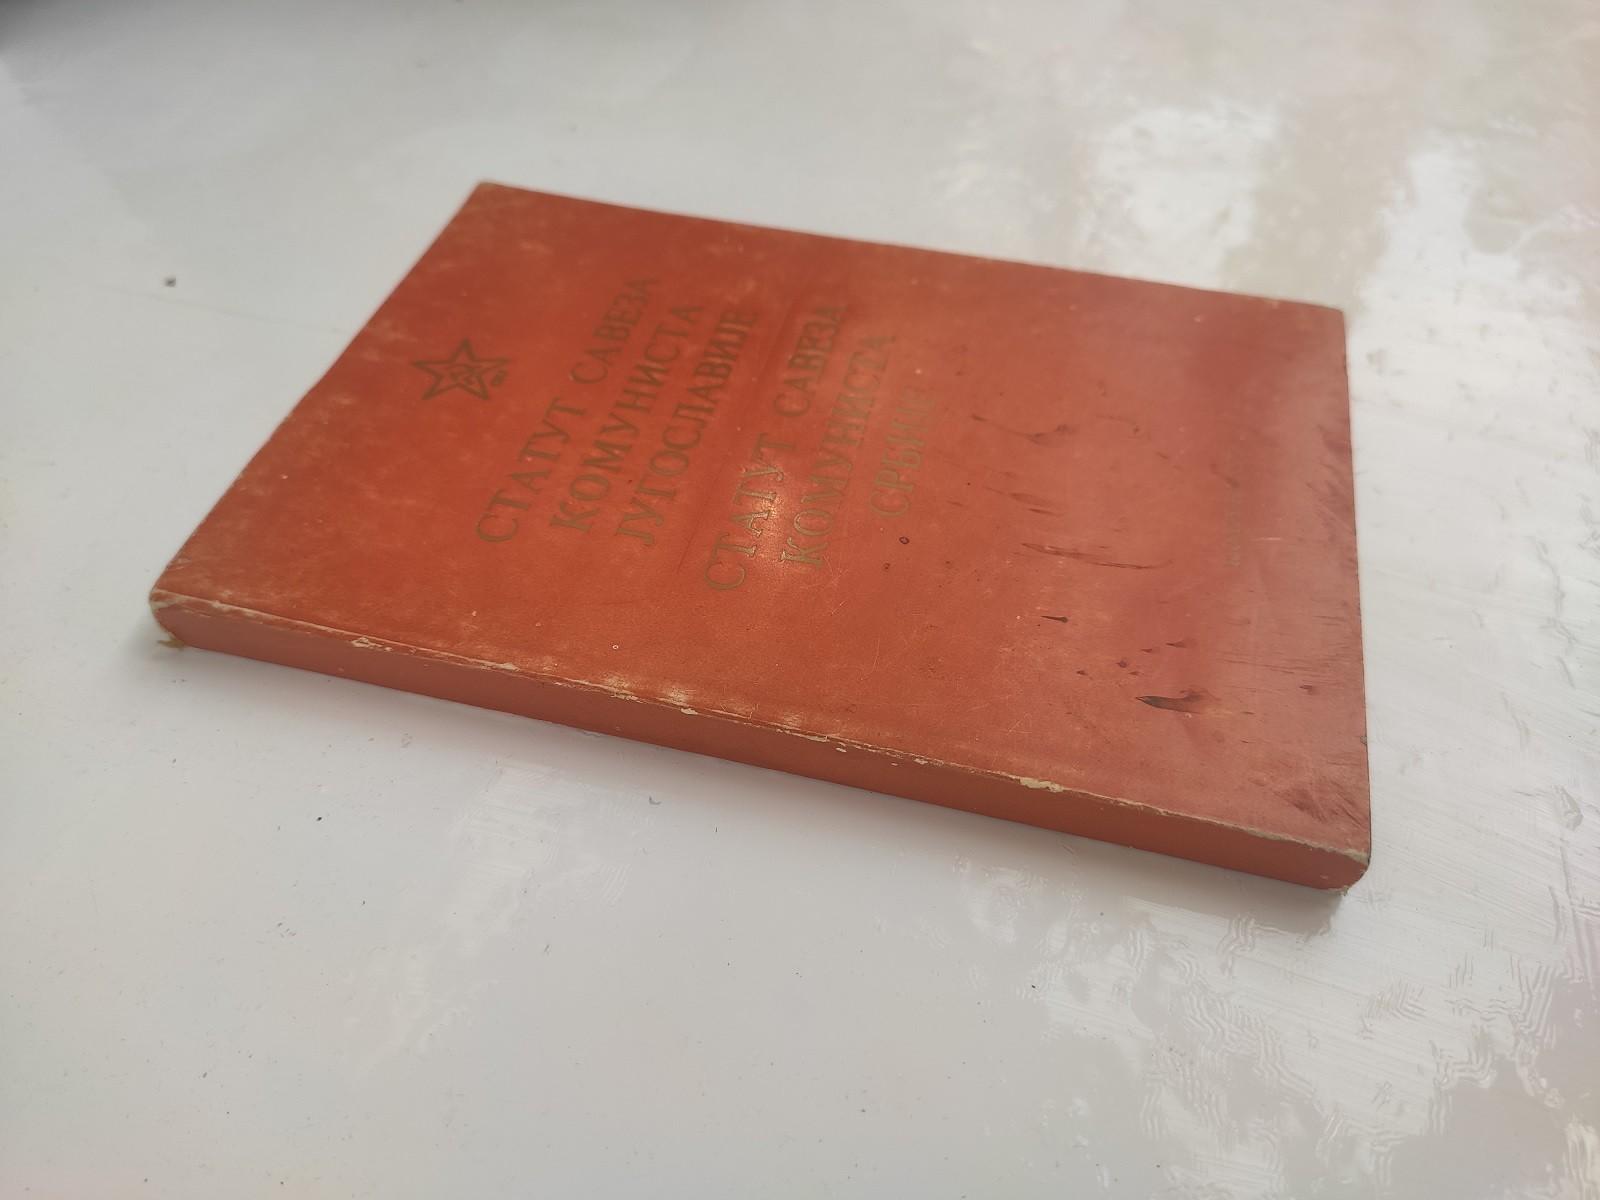 СТАТУТ САВЕЗА
КОМУНИСТА
ЈУГОСЛАВИЈЕ
СТАТУТ САВЕЗА
КОМУНИСТА
СРБИЈЕ